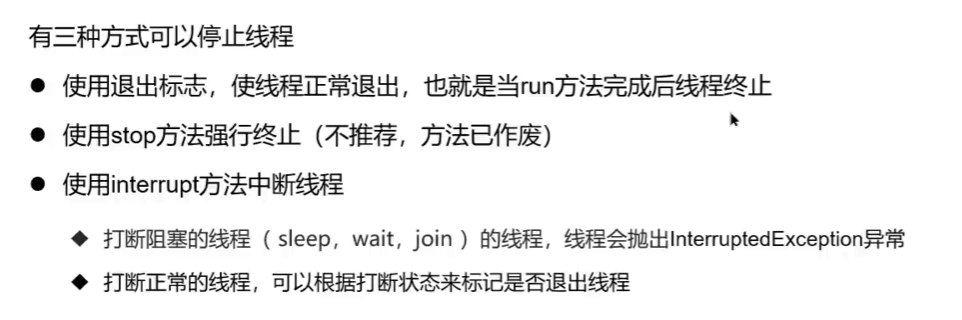 有三种方式可以停止线程
● 使用退出标志，使线程正常退出，也就是当run方法完成后线程终止
● 使用stop方法强行终止（不推荐，方法已作废）
● 使用interrupt方法中断线程
◆ 打断阻塞的线程（ sleep，wait，join ）的线程，线程会抛出InterruptedException异常
◆ 打断正常的线程，可以根据打断状态来标记是否退出线程